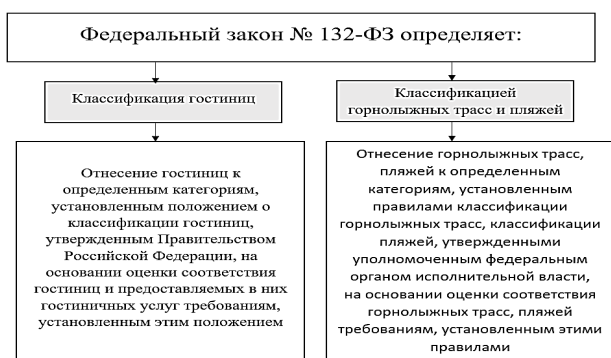 Федеральный закон № 132-ФЗ определяет:
Классификация гостиниц
Классификацией
горнолыжных трасс и пляжей
Отнесение гостиниц к
определенным категориям,
установленным положением о
классификации гостиниц,
утвержденным Правительством
Российской Федерации, на
основании оценки соответствия
гостиниц и предоставляемых в них
гостиничных услуг требованиям,
установленным этим положением
Отнесение горнолыжных трасс,
пляжей к определенным
категориям, установленным
правилами классификации
горнолыжных трасс, классификации
пляжей, утвержденными
уполномоченным федеральным
органом исполнительной власти,
на основании оценки соответствия
горнолыжных трасс, пляжей
требованиям, установленным этими
правилами